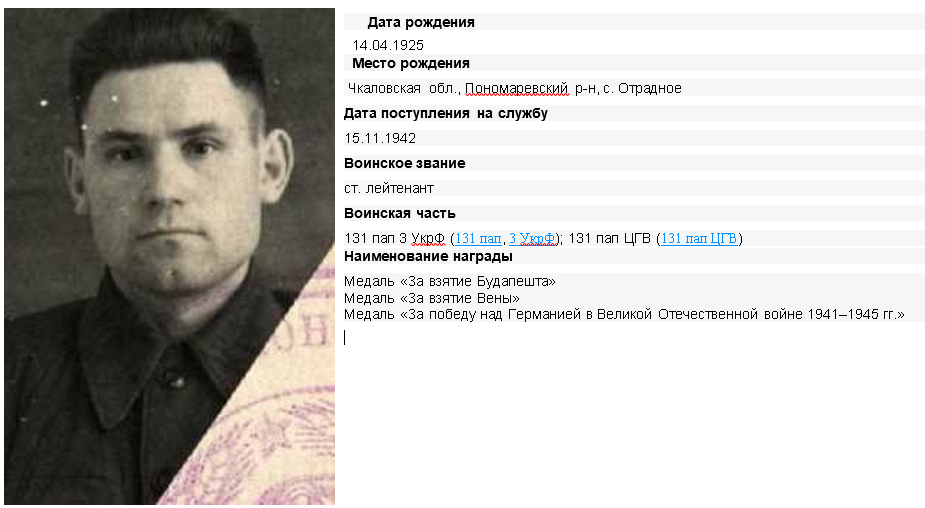 Дата рождения
14.04.1925
Место рождения
Чкаловская обл., Пономаревский р-н, с. Отрадное
Дата поступления на службу
15.11.1942
Воинское звание
ст. лейтенант
Воинская часть
131 пап 3 УкрФ (131 пап, 3 УкрФ); 131 пап ЦГВ (131 пап ЦГВ)
Наименование награды
Медаль «За взятие Будапешта»
Медаль «За взятие Вены»
Медаль «За победу над Германией в Великой Отечественной войне 1941–1945 гг.»